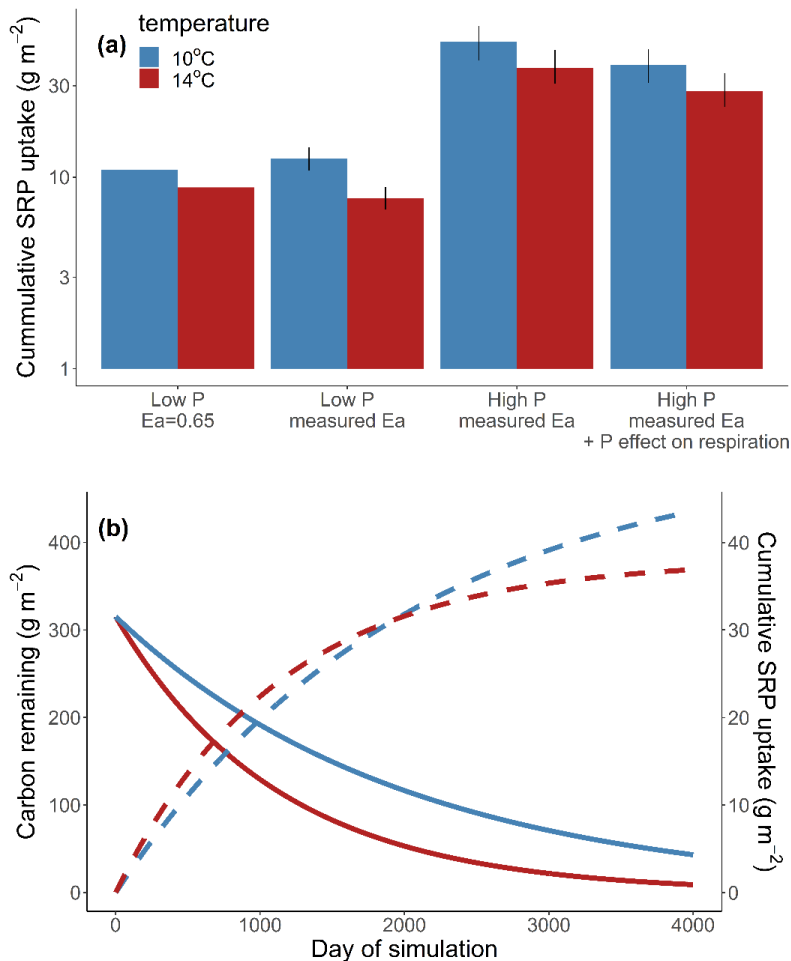 (a)
temperature
10°C
14°C
Cummulative SRP uptake (g m⁻²)
30
10
3
1
Low P
Ea=0.65
Low P
measured Ea
High P
measured Ea
High P
measured Ea
+ P effect on respiration
(b)
Carbon remaining (g m⁻²)
400
300
200
100
0
Cumulative SRP uptake (g m⁻²)
40
30
20
10
0
0 1000 2000 3000 4000
Day of simulation